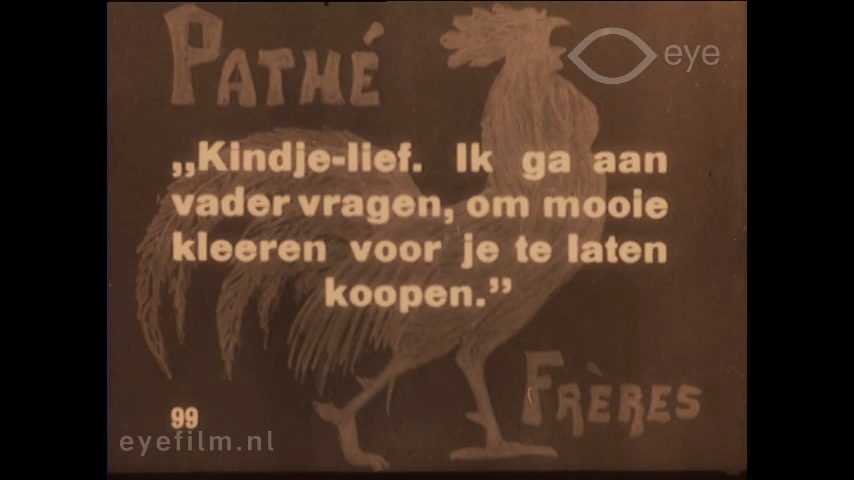 PATHÉ
eye
„Kindje-lief. Ik ga aan
vader vragen, om mooie
kleeren voor je te laten
koopen.”
FRÈRES
99
eyefilm.nl